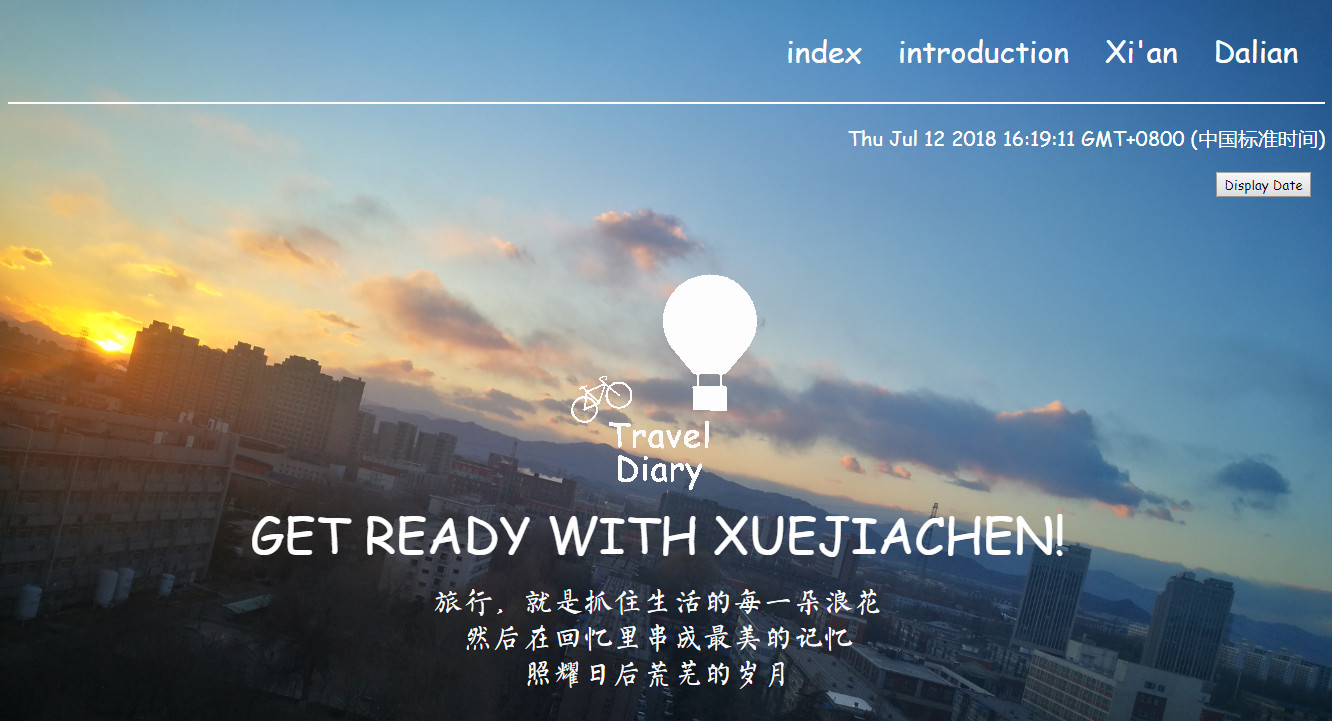 index introduction Xi'an Dalian
Thu Jul 12 2018 16:19:11 GMT+0800 (中国标准时间)
Display Date
Travel
Diary
GET READY WITH XUEJIACHEN!
旅行，就是抓住生活的每一朵浪花
然后在回忆里串成最美的记忆
照耀日后荒芜的岁月